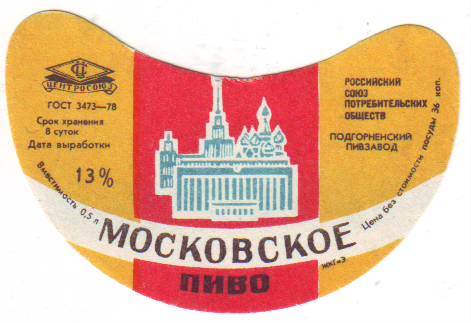 ЦЕНТРОСОЮЗ
ГОСТ 3473—78
Срок хранения
8 суток
Дата выработки
13%
Вместимость 0,5 л
РОССИЙСКИЙ
СОЮЗ
ПОТРЕБИТЕЛЬСКИХ
ОБЩЕСТВ
ПОДГОРНЕНСКИЙ
ПИВЗАВОД
Цена без стоимости посуды 36 коп.
МОСКОВСКОЕ
ПИВО